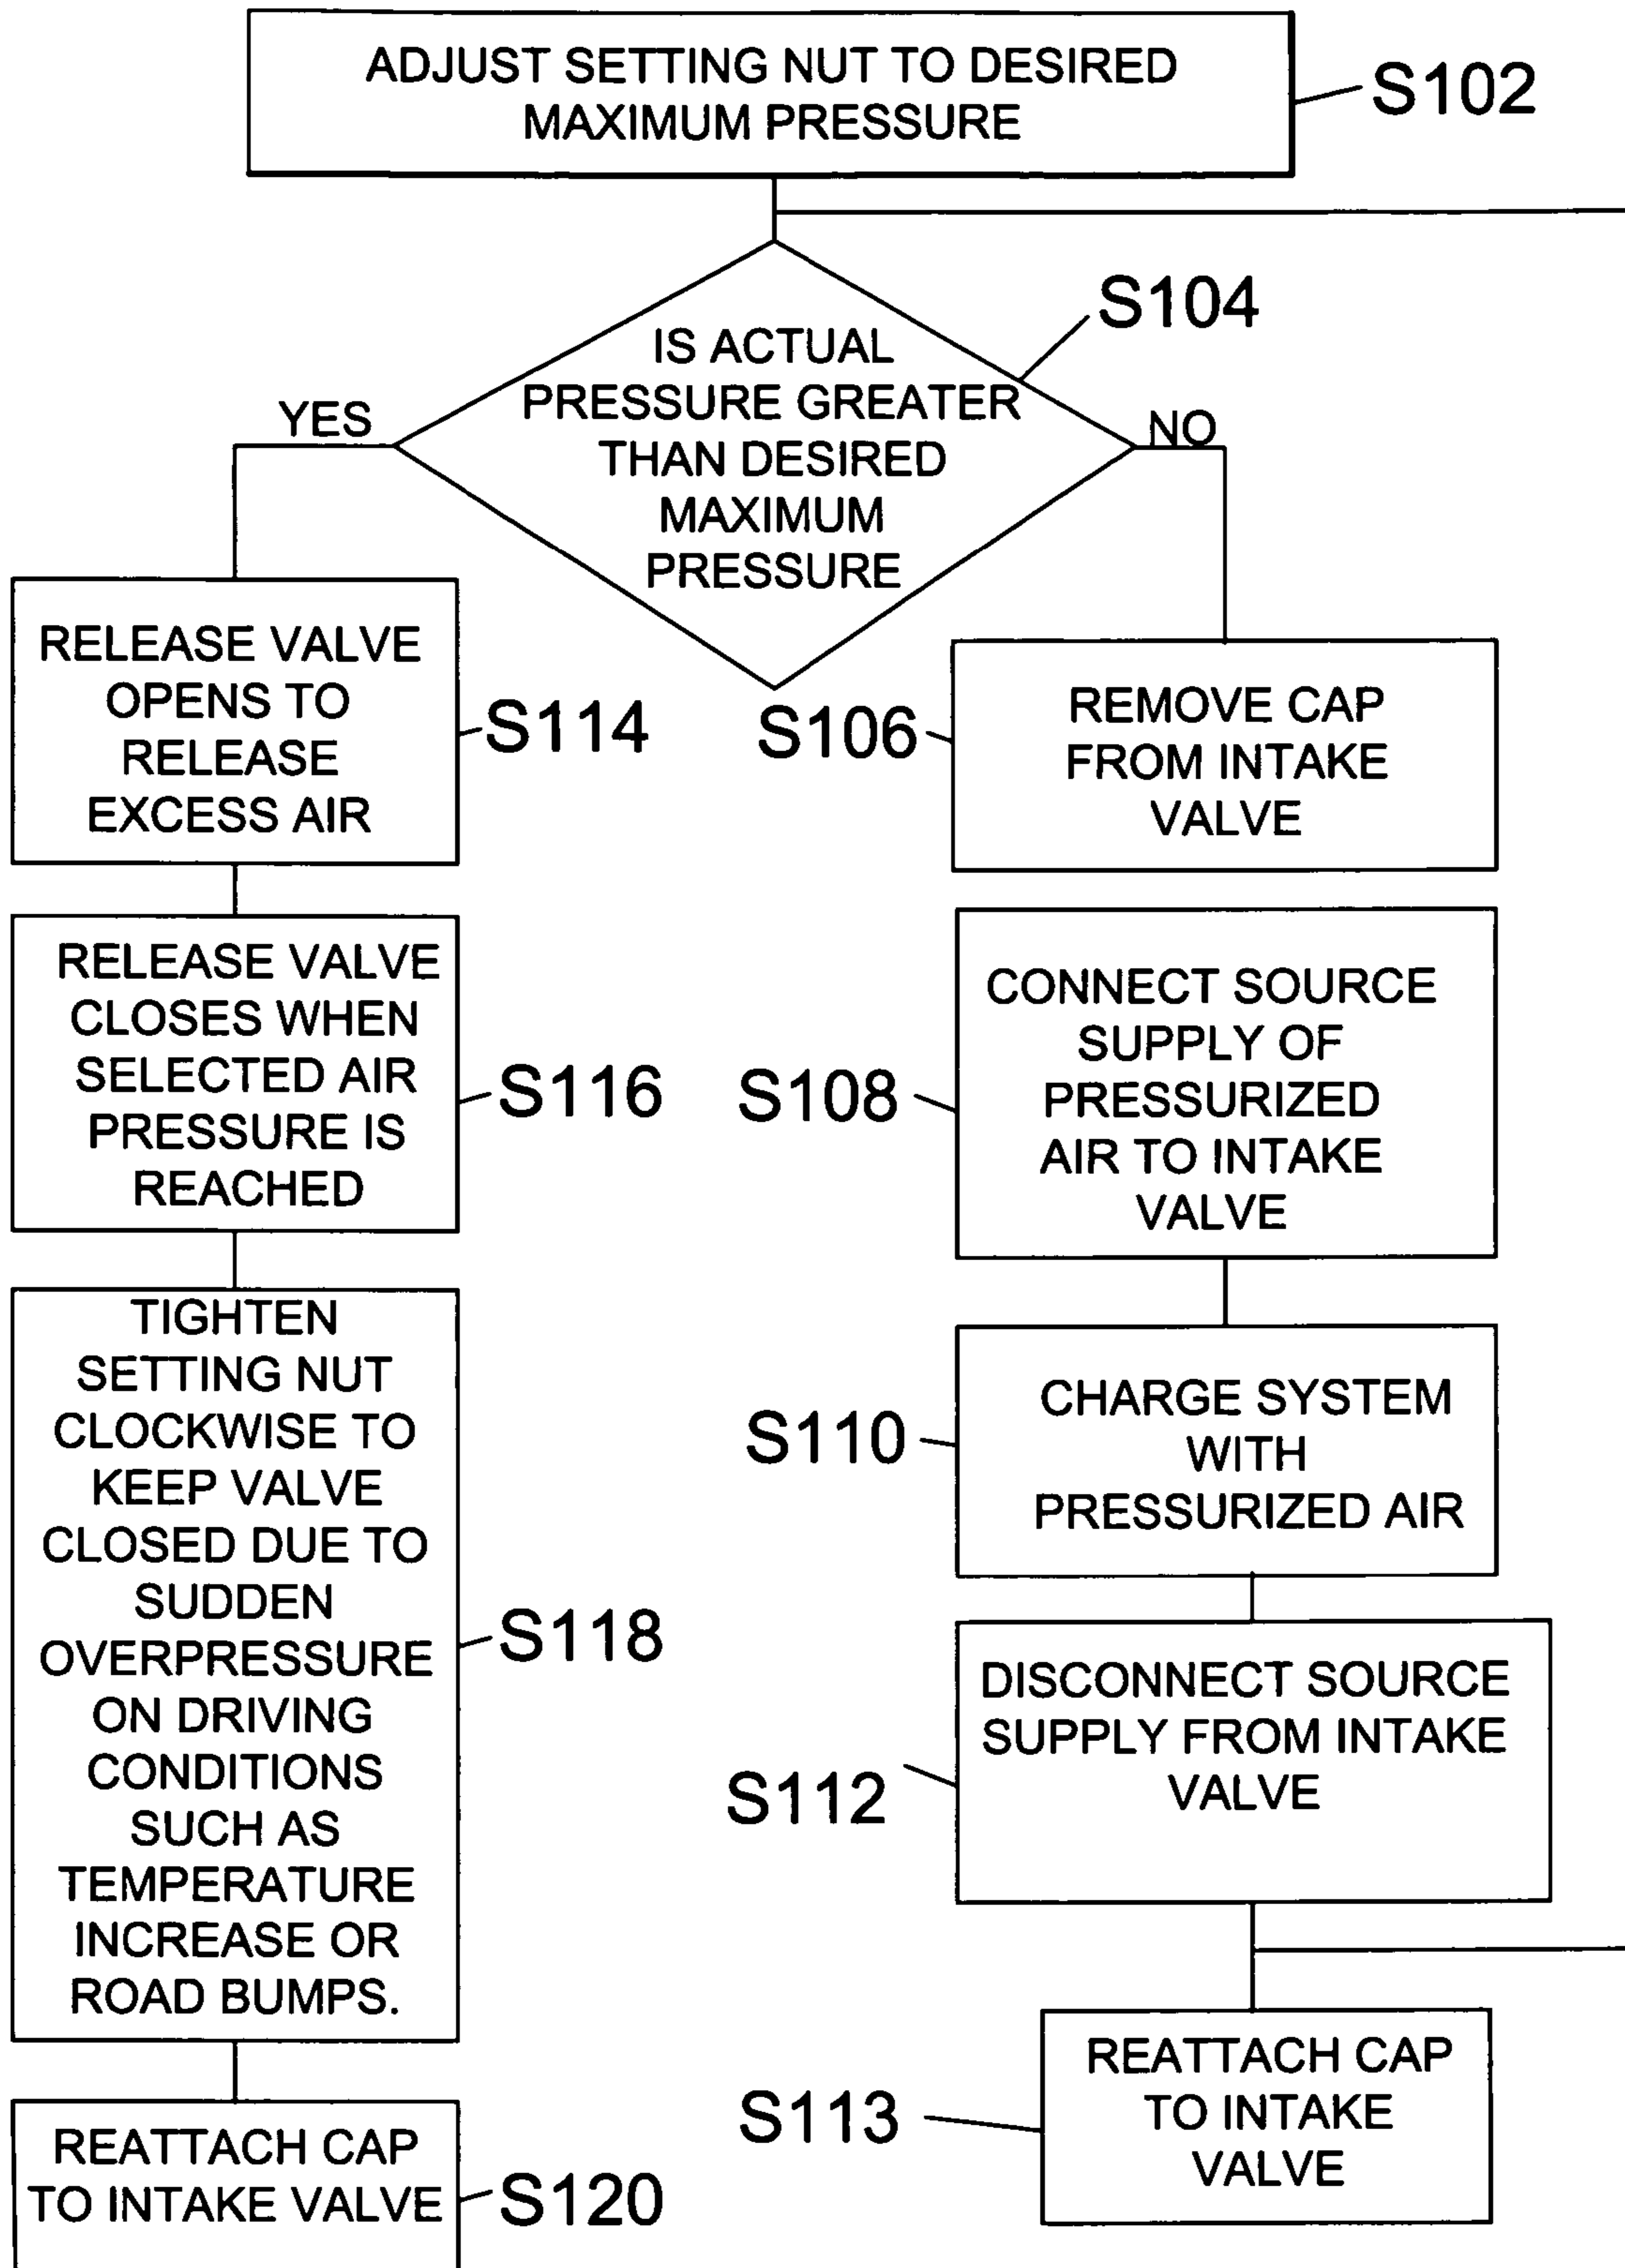 ADJUST SETTING NUT TO DESIRED
MAXIMUM PRESSURE
S102
S104
IS ACTUAL
PRESSURE GREATER
THAN DESIRED
MAXIMUM
PRESSURE
YES
NO
RELEASE VALVE
OPENS TO
RELEASE
EXCESS AIR
S114
RELEASE VALVE
CLOSES WHEN
SELECTED AIR
PRESSURE IS
REACHED
S116
TIGHTEN
SETTING NUT
CLOCKWISE TO
KEEP VALVE
CLOSED DUE TO
SUDDEN
OVERPRESSURE
ON DRIVING
CONDITIONS
SUCH AS
TEMPERATURE
INCREASE OR
ROAD BUMPS.
S118
REATTACH CAP
TO INTAKE VALVE
S120
S106
REMOVE CAP
FROM INTAKE
VALVE
S108
CONNECT SOURCE
SUPPLY OF
PRESSURIZED
AIR TO INTAKE
VALVE
S110
CHARGE SYSTEM
WITH
PRESSURIZED AIR
S112
DISCONNECT SOURCE
SUPPLY FROM INTAKE
VALVE
S113
REATTACH CAP
TO INTAKE
VALVE